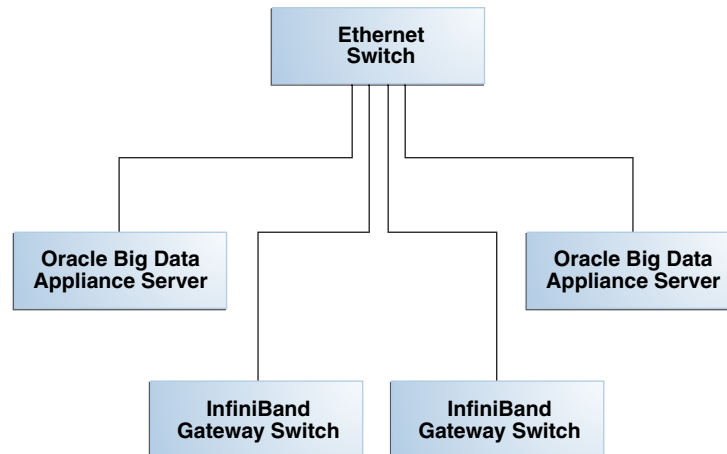 Ethernet
Switch
Oracle Big Data
Appliance Server
Oracle Big Data
Appliance Server
InfiniBand
Gateway Switch
InfiniBand
Gateway Switch